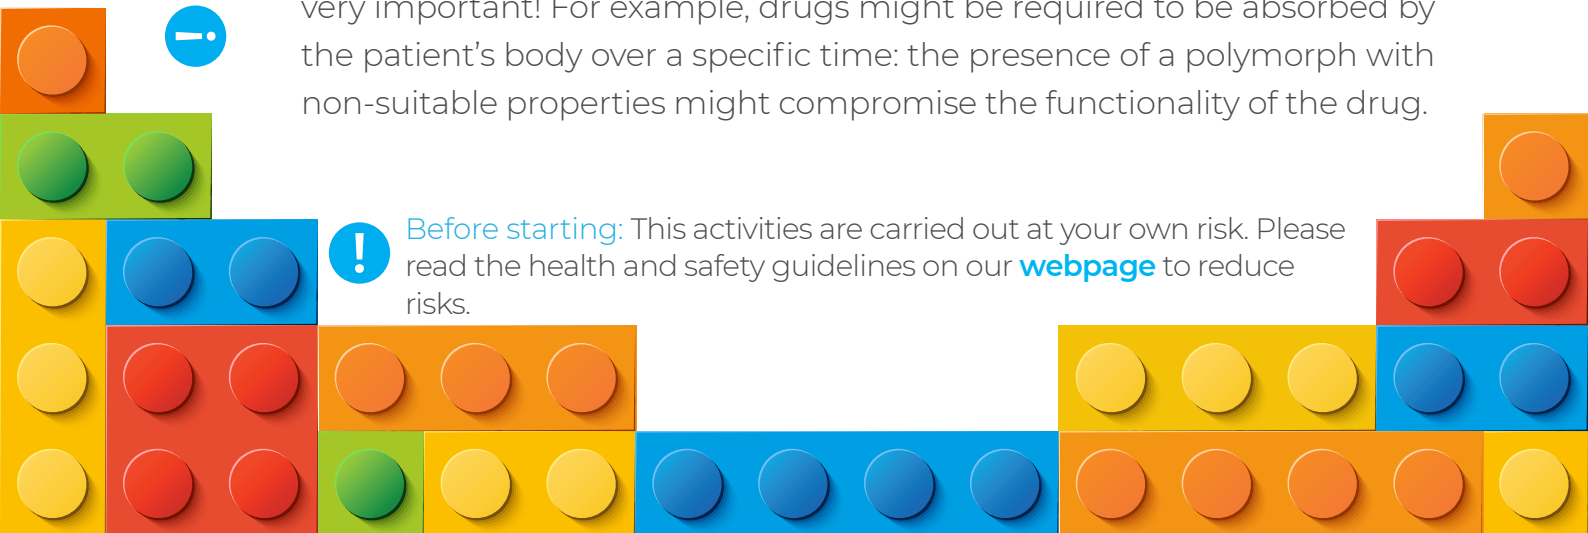 very important! For example, drugs might be required to be absorbed by
the patient’s body over a specific time: the presence of a polymorph with
non-suitable properties might compromise the functionality of the drug.
!
! Before starting: This activities are carried out at your own risk. Please
read the health and safety guidelines on our webpage to reduce
risks.